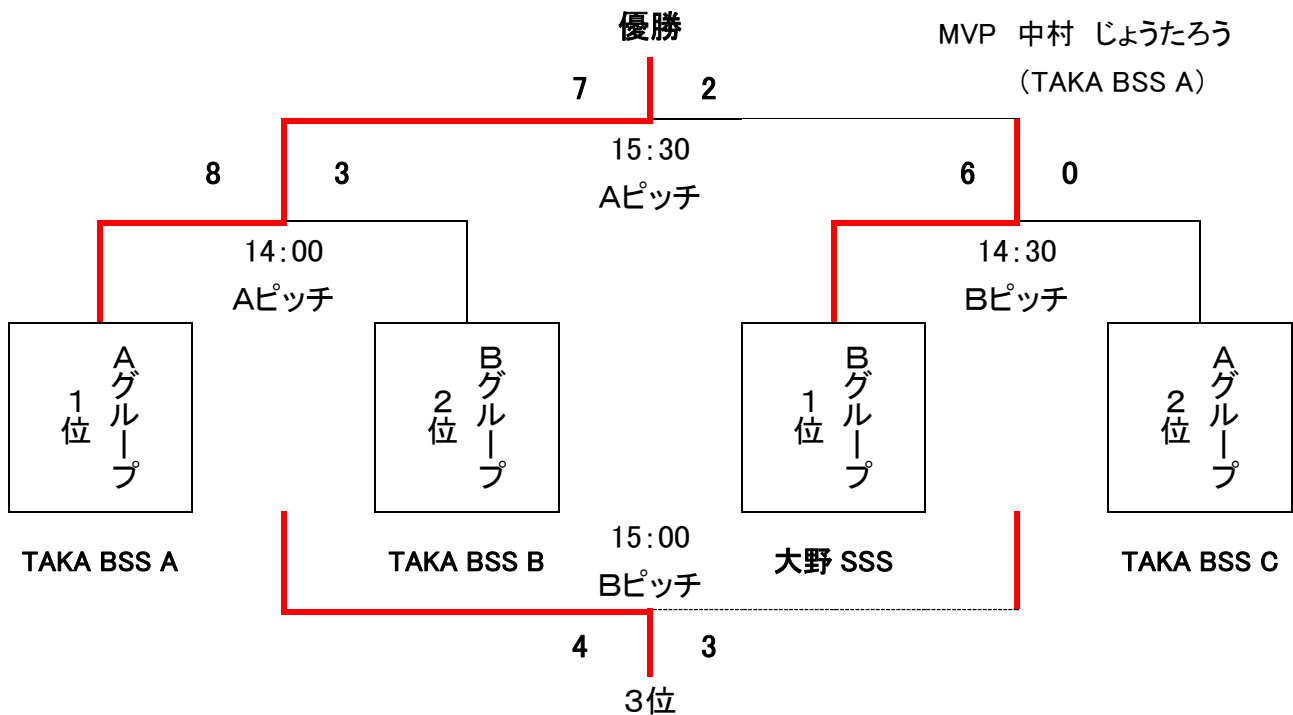 優勝
MVP 中村 じょうたろう
(TAKA BSS A)
7 2
15:30
Aピッチ
8 3
6 0
14:00
Aピッチ
14:30
Bピッチ
Aグループ
1位
Bグループ
2位
Bグループ
1位
Aグループ
2位
TAKA BSS A
TAKA BSS B
大野 SSS
TAKA BSS C
15:00
Bピッチ
4 3
3位